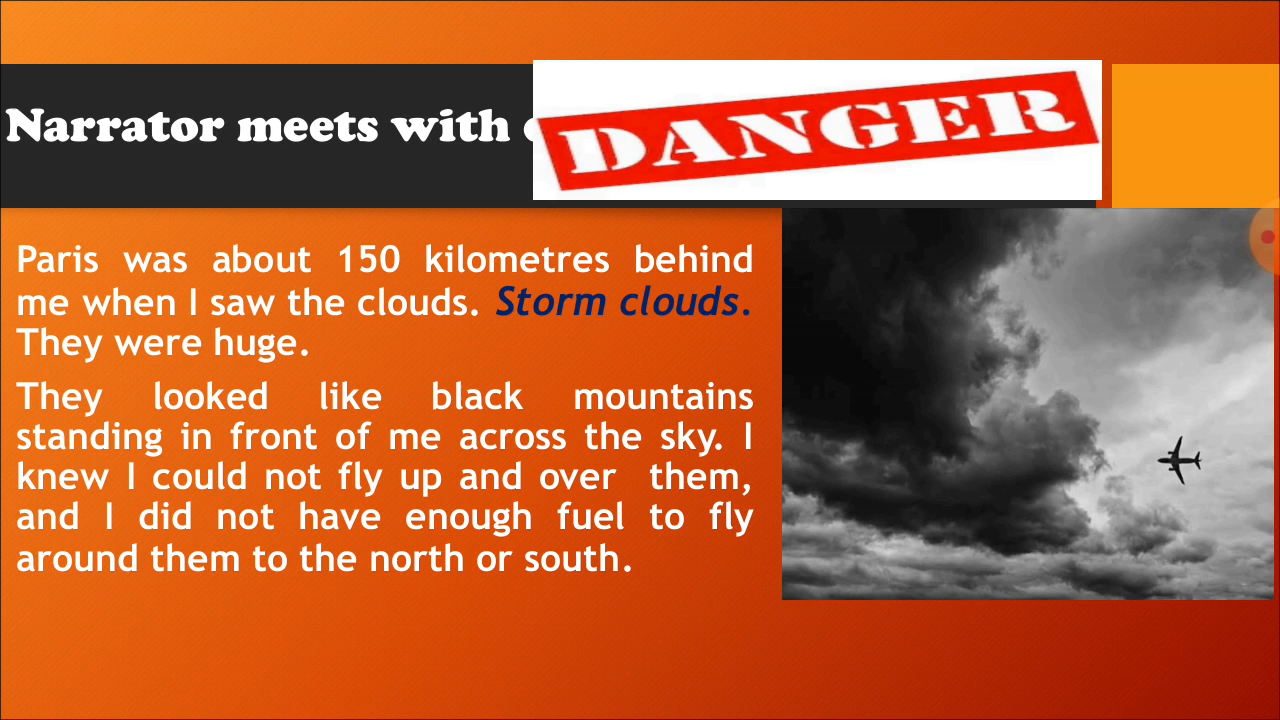 Narrator meets with
DANGER
Paris was about 150 kilometres behind
me when I saw the clouds. Storm clouds.
They were huge.
They looked like black mountains
standing in front of me across the sky. I
knew I could not fly up and over them,
and I did not have enough fuel to fly
around them to the north or south.